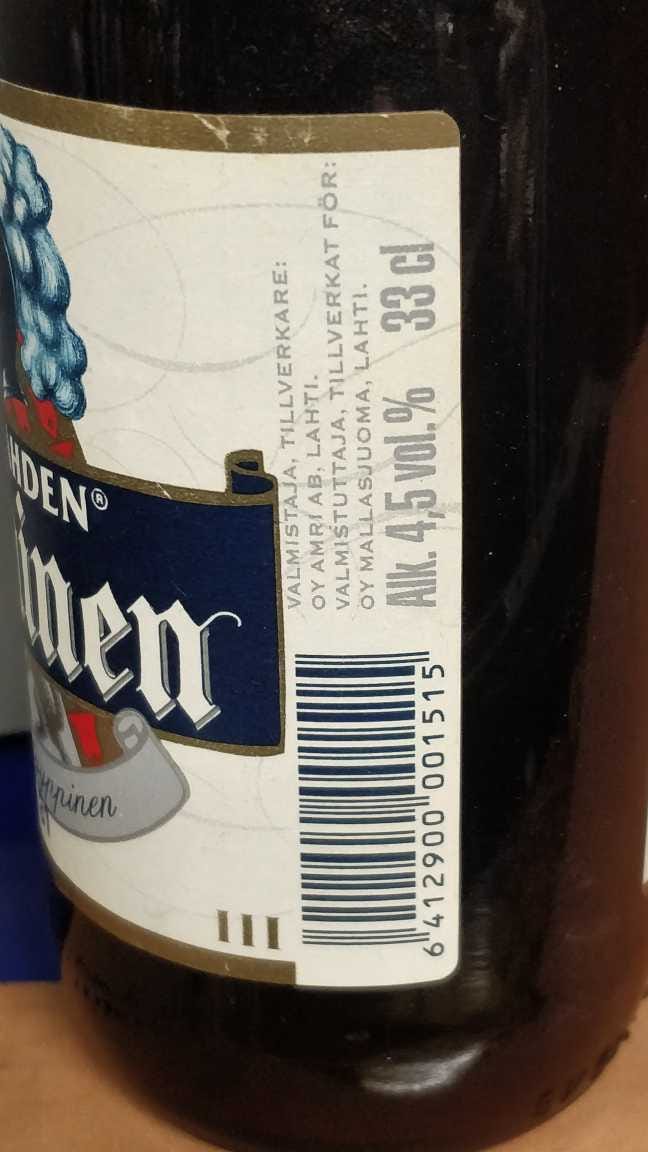 HDEN®
inen
ppinen
III
VALMISTAJA, TILLVERKARE:
OY AMRI AB, LAHTI.
VALMISTUTTAJA, TILLVERKAT FÖR:
OY MALLASJUOMA, LAHTI.
Alk. 4,5 vol.% 33 cl
6 412900 001515